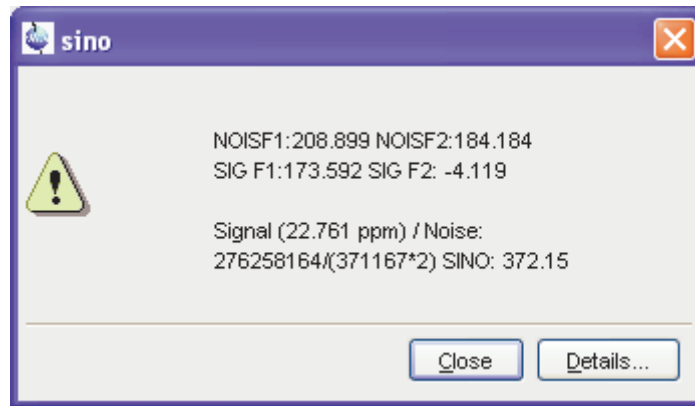 sino
NOISF1:208.899 NOISF2:184.184
SIG F1:173.592 SIG F2: -4.119
Signal (22.761 ppm) / Noise:
276258164/(371167*2) SINO: 372.15
Close Details...